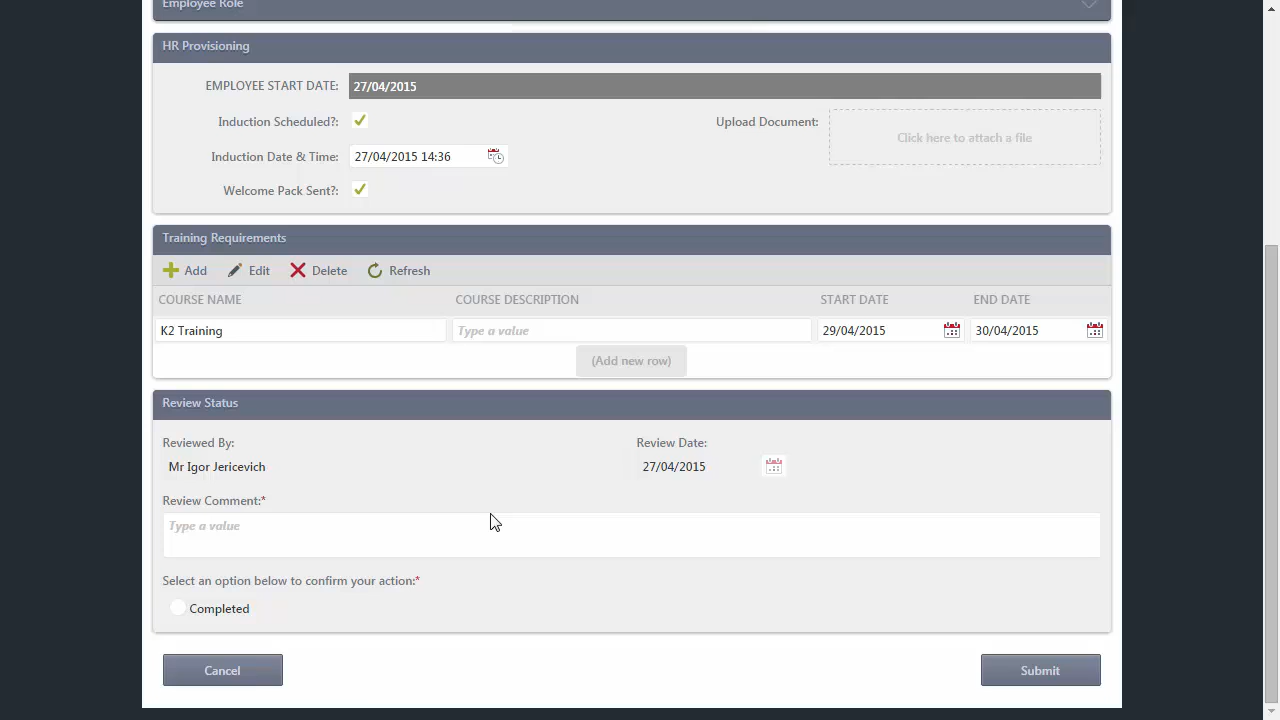 Employee Role
HR Provisioning
EMPLOYEE START DATE: 27/04/2015
Induction Scheduled?: Upload Document: Click here to attach a file
Induction Date & Time: 27/04/2015 14:36
Welcome Pack Sent?:
Training Requirements
Add Edit Delete Refresh
COURSE NAME COURSE DESCRIPTION START DATE END DATE
K2 Training Type a value 29/04/2015 30/04/2015
(Add new row)
Review Status
Reviewed By: Review Date:
Mr Igor Jericevich 27/04/2015
Review Comment:*
Type a value
Select an option below to confirm your action:*
Completed
Cancel Submit